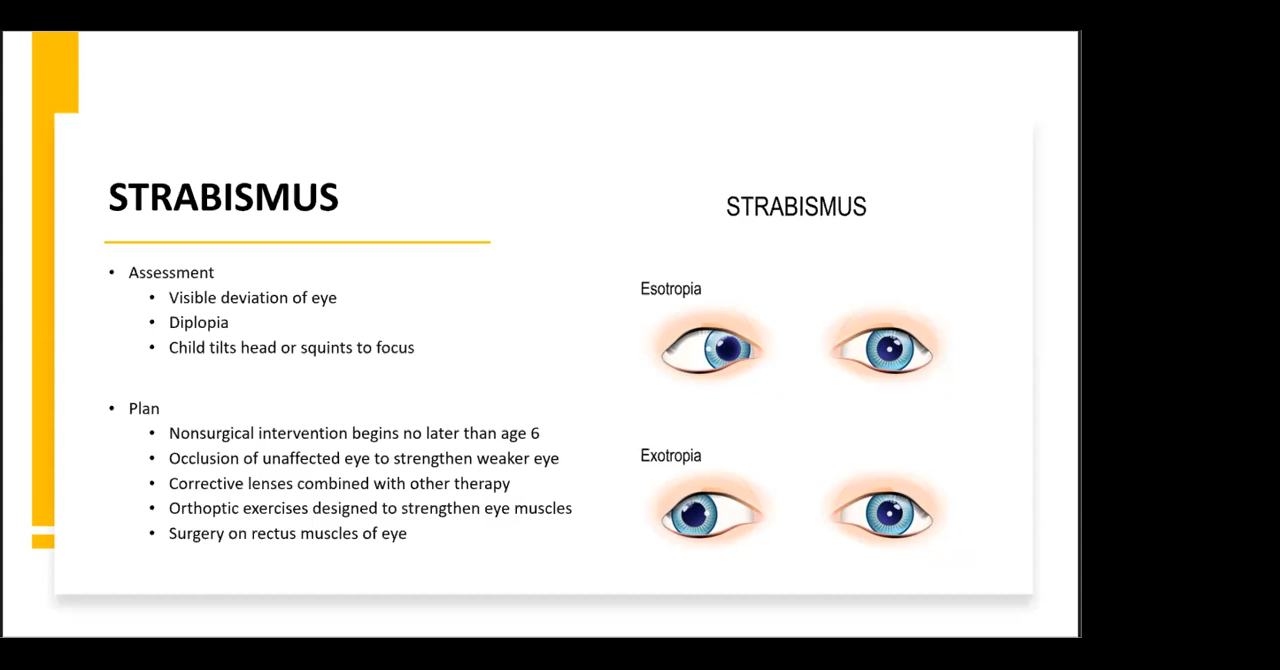 STRABISMUS
• Assessment
• Visible deviation of eye
• Diplopia
• Child tilts head or squints to focus
• Plan
• Nonsurgical intervention begins no later than age 6
• Occlusion of unaffected eye to strengthen weaker eye
• Corrective lenses combined with other therapy
• Orthoptic exercises designed to strengthen eye muscles
• Surgery on rectus muscles of eye
STRABISMUS
Esotropia
Exotropia